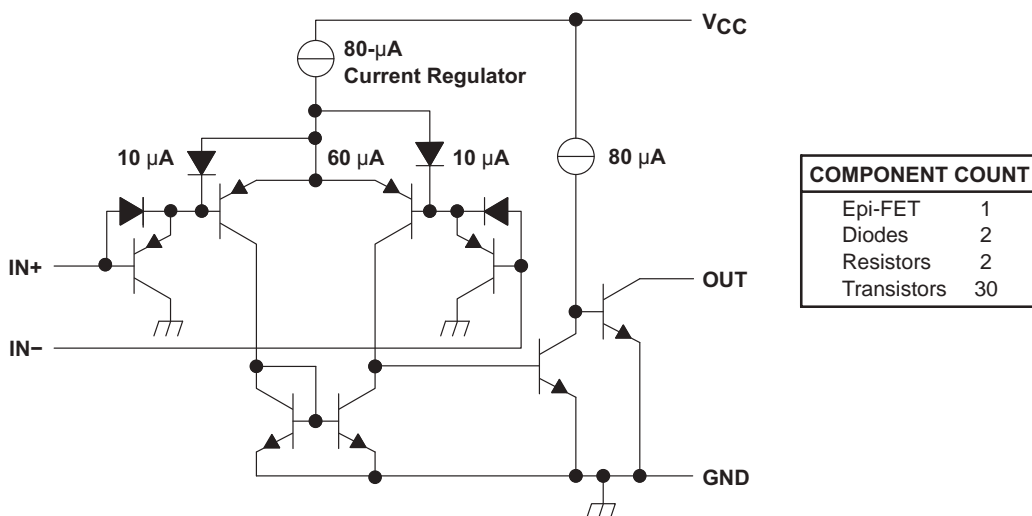 VCC
80-µA
Current Regulator
10 µA
60 µA
10 µA
80 µA
IN+
OUT
IN−
GND
COMPONENT COUNT
Epi-FET 1
Diodes 2
Resistors 2
Transistors 30